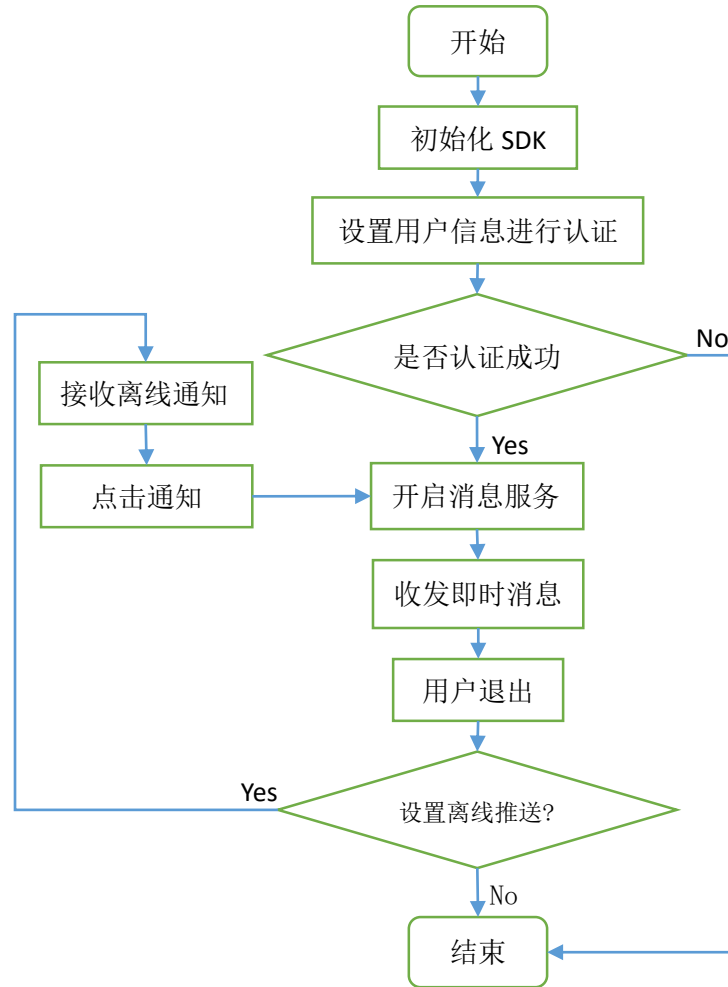 开始
初始化 SDK
设置用户信息进行认证
是否认证成功
No
接收离线通知
Yes
点击通知
开启消息服务
收发即时消息
用户退出
Yes
设置离线推送?
No
结束